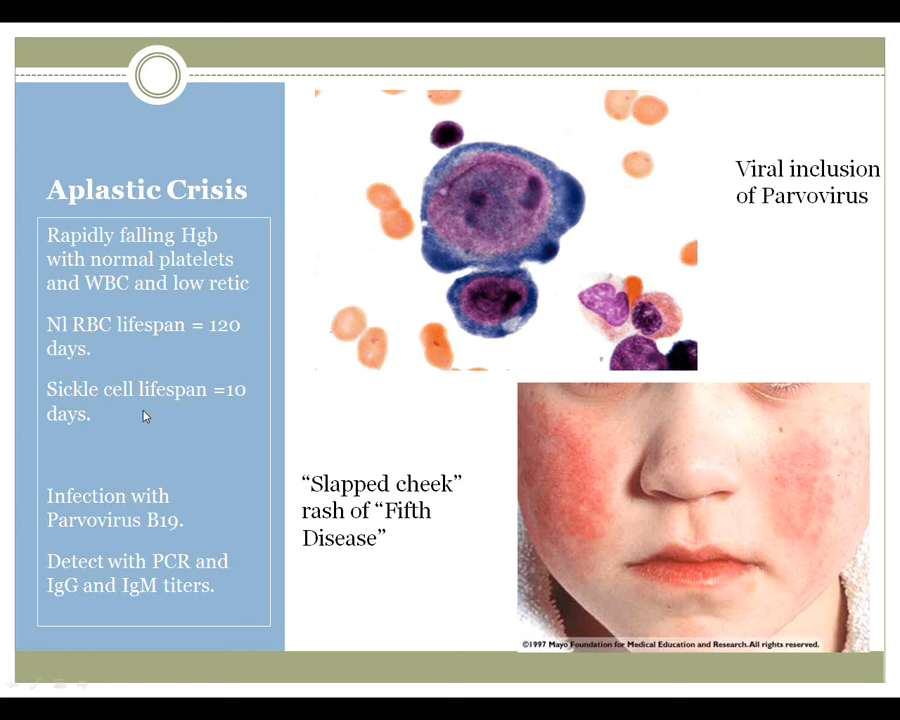 Aplastic Crisis
Rapidly falling Hgb
with normal platelets
and WBC and low retic
Nl RBC lifespan = 120
days.
Sickle cell lifespan =10
days.
Infection with
Parvovirus B19.
Detect with PCR and
IgG and IgM titers.
Viral inclusion
of Parvovirus
“Slapped cheek”
rash of “Fifth
Disease”
©1997 Mayo Foundation for Medical Education and Research. All rights reserved.